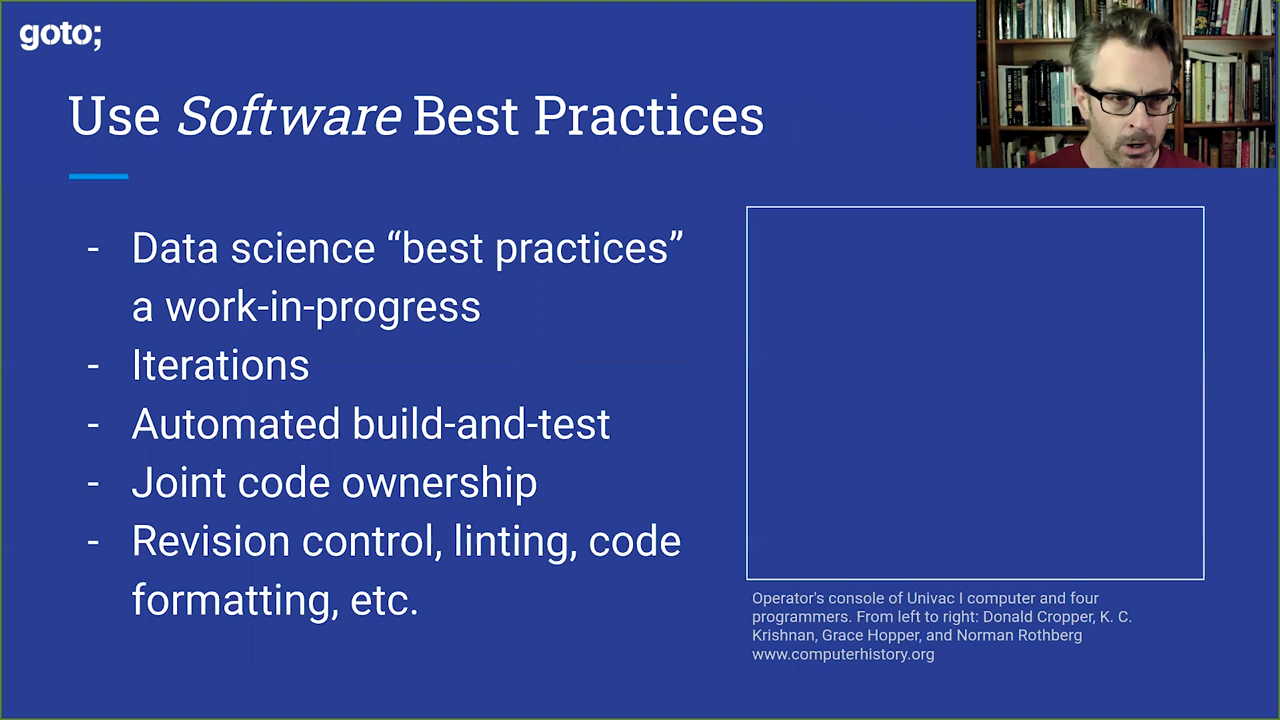 goto;
Use Software Best Practices
- Data science “best practices”
a work-in-progress
- Iterations
- Automated build-and-test
- Joint code ownership
- Revision control, linting, code
formatting, etc.
Operator's console of Univac I computer and four
programmers. From left to right: Donald Cropper, K. C.
Krishnan, Grace Hopper, and Norman Rothberg
www.computerhistory.org